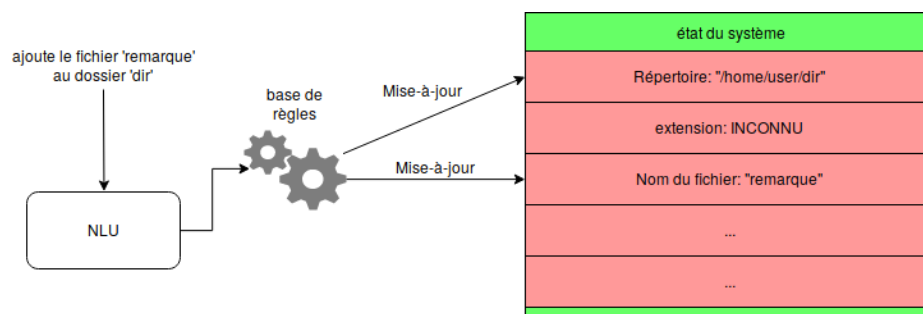 ajoute le fichier 'remarque'
au dossier 'dir'
NLU
base de
règles
Mise-à-jour
Mise-à-jour
état du système
Répertoire: "/home/user/dir"
extension: INCONNU
Nom du fichier: "remarque"
...
...